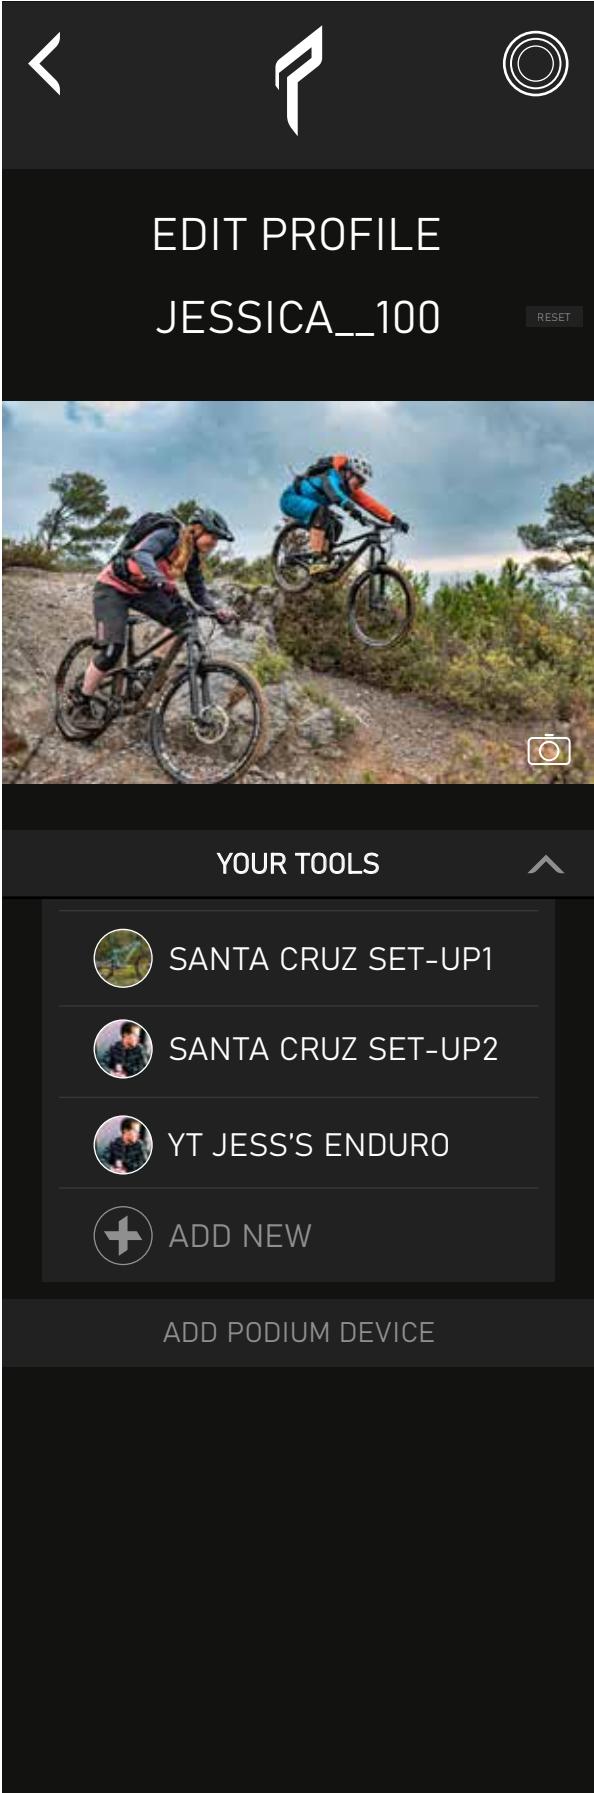 EDIT PROFILE
JESSICA__100
RESET
YOUR TOOLS
SANTA CRUZ SET-UP1
SANTA CRUZ SET-UP2
YT JESS’S ENDURO
ADD NEW
ADD PODIUM DEVICE